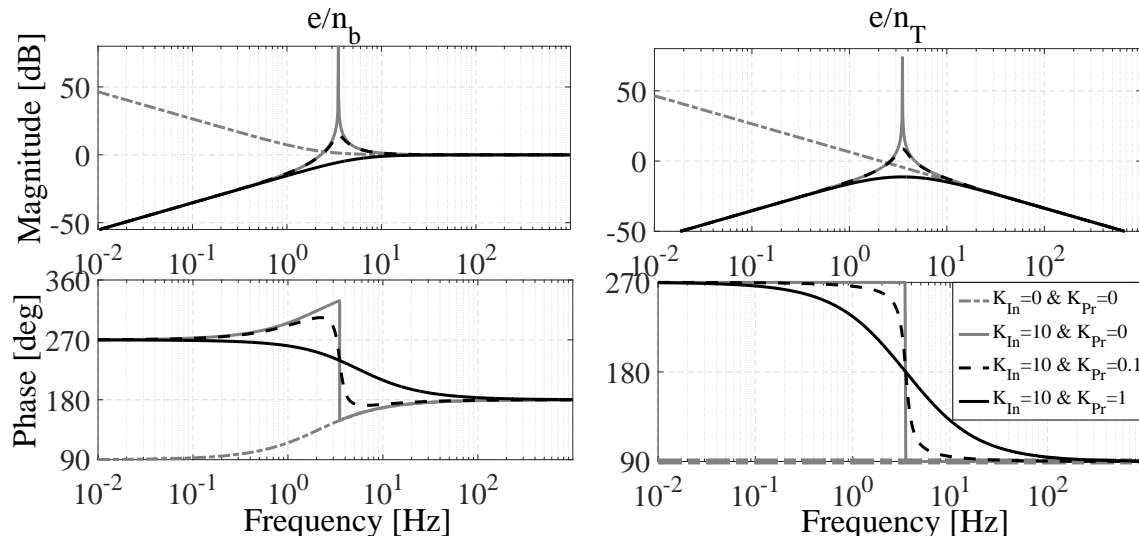 e/n_b
e/n_T
Magnitude [dB]
50
0
-50
10^-2 10^-1 10^0 10^1 10^2
50
0
-50
10^-2 10^-1 10^0 10^1 10^2
Phase [deg]
360
270
180
90
10^-2 10^-1 10^0 10^1 10^2
Frequency [Hz]
270
180
90
10^-2 10^-1 10^0 10^1 10^2
Frequency [Hz]
K_In=0 & K_Pr=0
K_In=10 & K_Pr=0
K_In=10 & K_Pr=0.1
K_In=10 & K_Pr=1